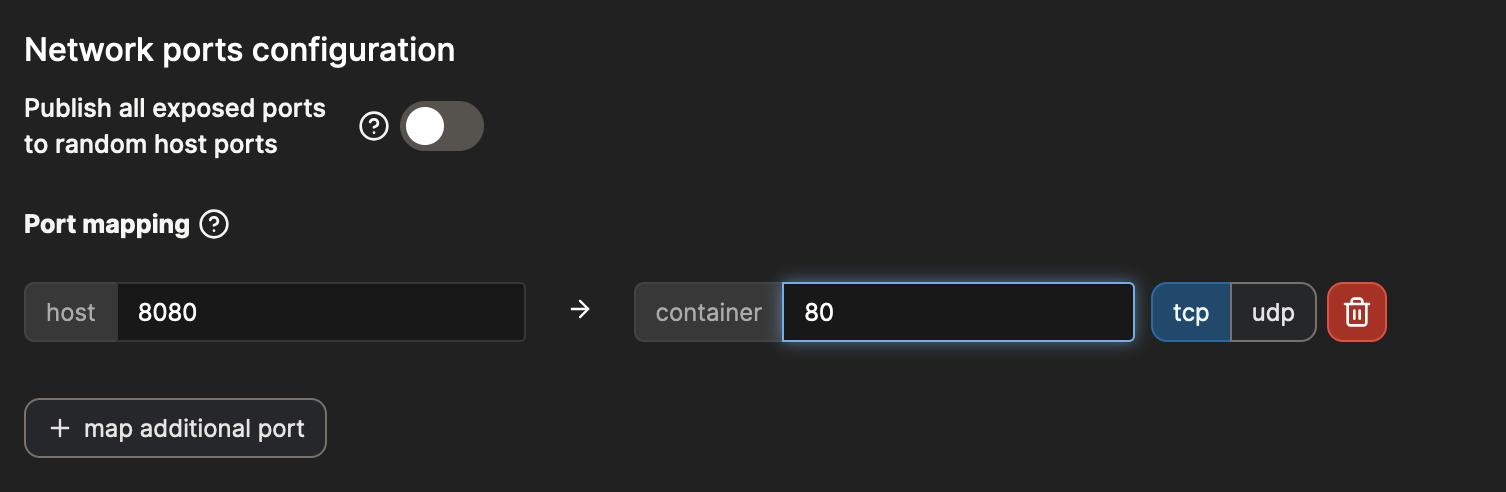 Network ports configuration
Publish all exposed ports
to random host ports
Port mapping
host 8080 → container 80 tcp udp
+ map additional port